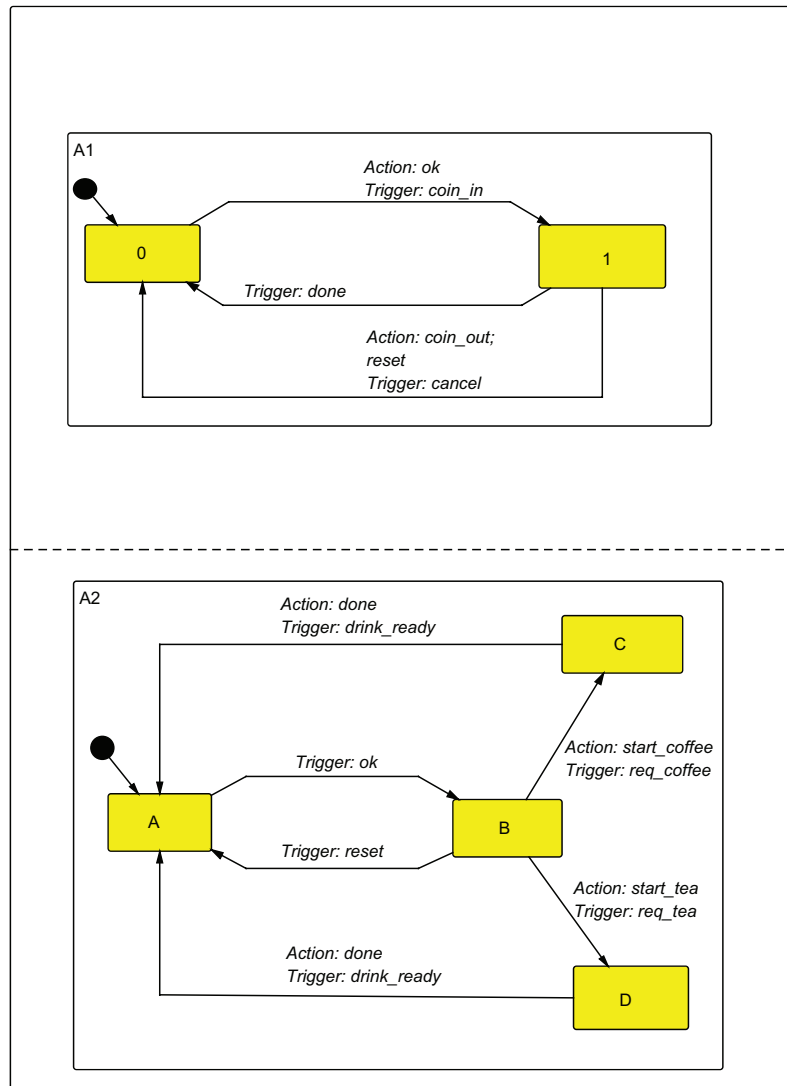 A1
Action: ok
Trigger: coin_in
0
1
Trigger: done
Action: coin_out;
reset
Trigger: cancel
A2
Action: done
Trigger: drink_ready
C
Action: start_coffee
Trigger: req_coffee
Trigger: ok
A
B
Trigger: reset
Action: start_tea
Trigger: req_tea
Action: done
Trigger: drink_ready
D